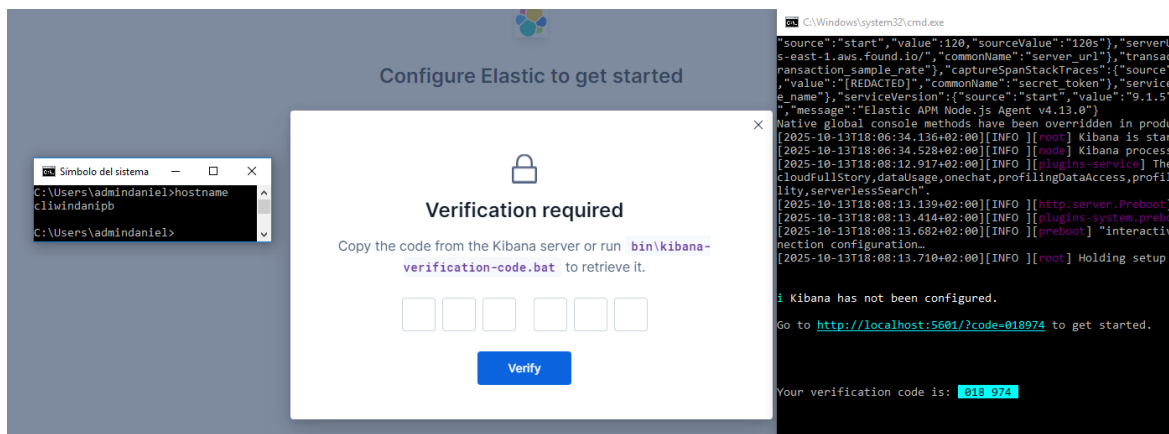 Configure Elastic to get started
Símbolo del sistema
C:\Users\admindaniel>hostname
cliwindanipb
C:\Users\admindaniel>
Verification required
Copy the code from the Kibana server or run bin\kibana-
verification-code.bat to retrieve it.
Verify
C:\Windows\system32\cmd.exe
"source":"start","value":120,"sourceValue":"120s"},"serverU
s-east-1.aws.found.io/","commonName":"server_url"},"transac
ransaction_sample_rate"},"captureSpanStackTraces":{"source"
,"value":"[REDACTED]","commonName":"secret_token"},"service
e_name"},"serviceVersion":{"source":"start","value":"9.1.5"
","message":"Elastic APM Node.js Agent v4.13.0"}
Native global console methods have been overridden in produ
[2025-10-13T18:06:34.136+02:00][INFO ][root] Kibana is star
[2025-10-13T18:06:34.528+02:00][INFO ][node] Kibana process
[2025-10-13T18:08:12.917+02:00][INFO ][plugins-service] The
cloudFullStory,dataUsage,onechat,profilingDataAccess,profil
lity,serverlessSearch".
[2025-10-13T18:08:13.139+02:00][INFO ][http.server.Preboot]
[2025-10-13T18:08:13.414+02:00][INFO ][plugins-system.prebo
[2025-10-13T18:08:13.682+02:00][INFO ][preboot] "interactiv
nection configuration…
[2025-10-13T18:08:13.710+02:00][INFO ][root] Holding setup
i Kibana has not been configured.
Go to http://localhost:5601/?code=018974 to get started.
Your verification code is: 018 974